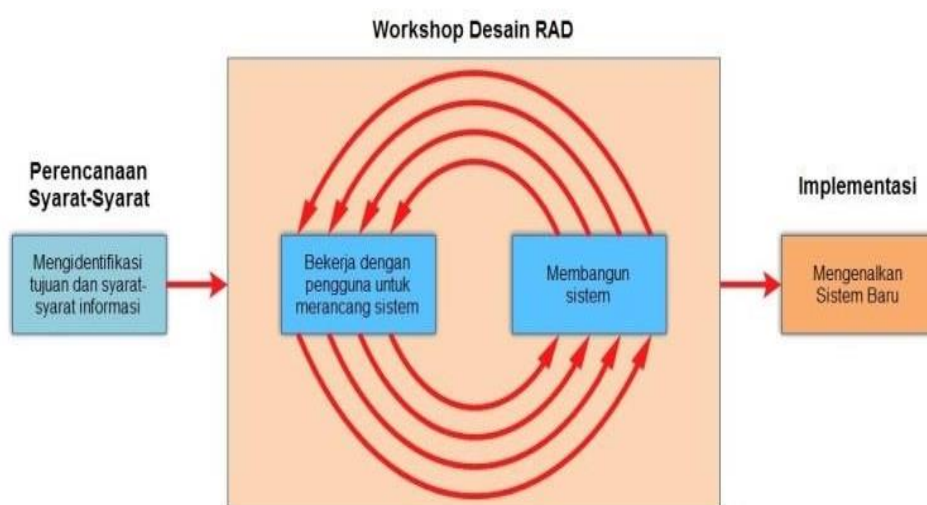 Workshop Desain RAD
Perencanaan
Syarat-Syarat
Mengidentifikasi
tujuan dan syarat-
syarat informasi
Bekerja dengan
pengguna untuk
merancang sistem
Membangun
sistem
Implementasi
Mengenalkan
Sistem Baru